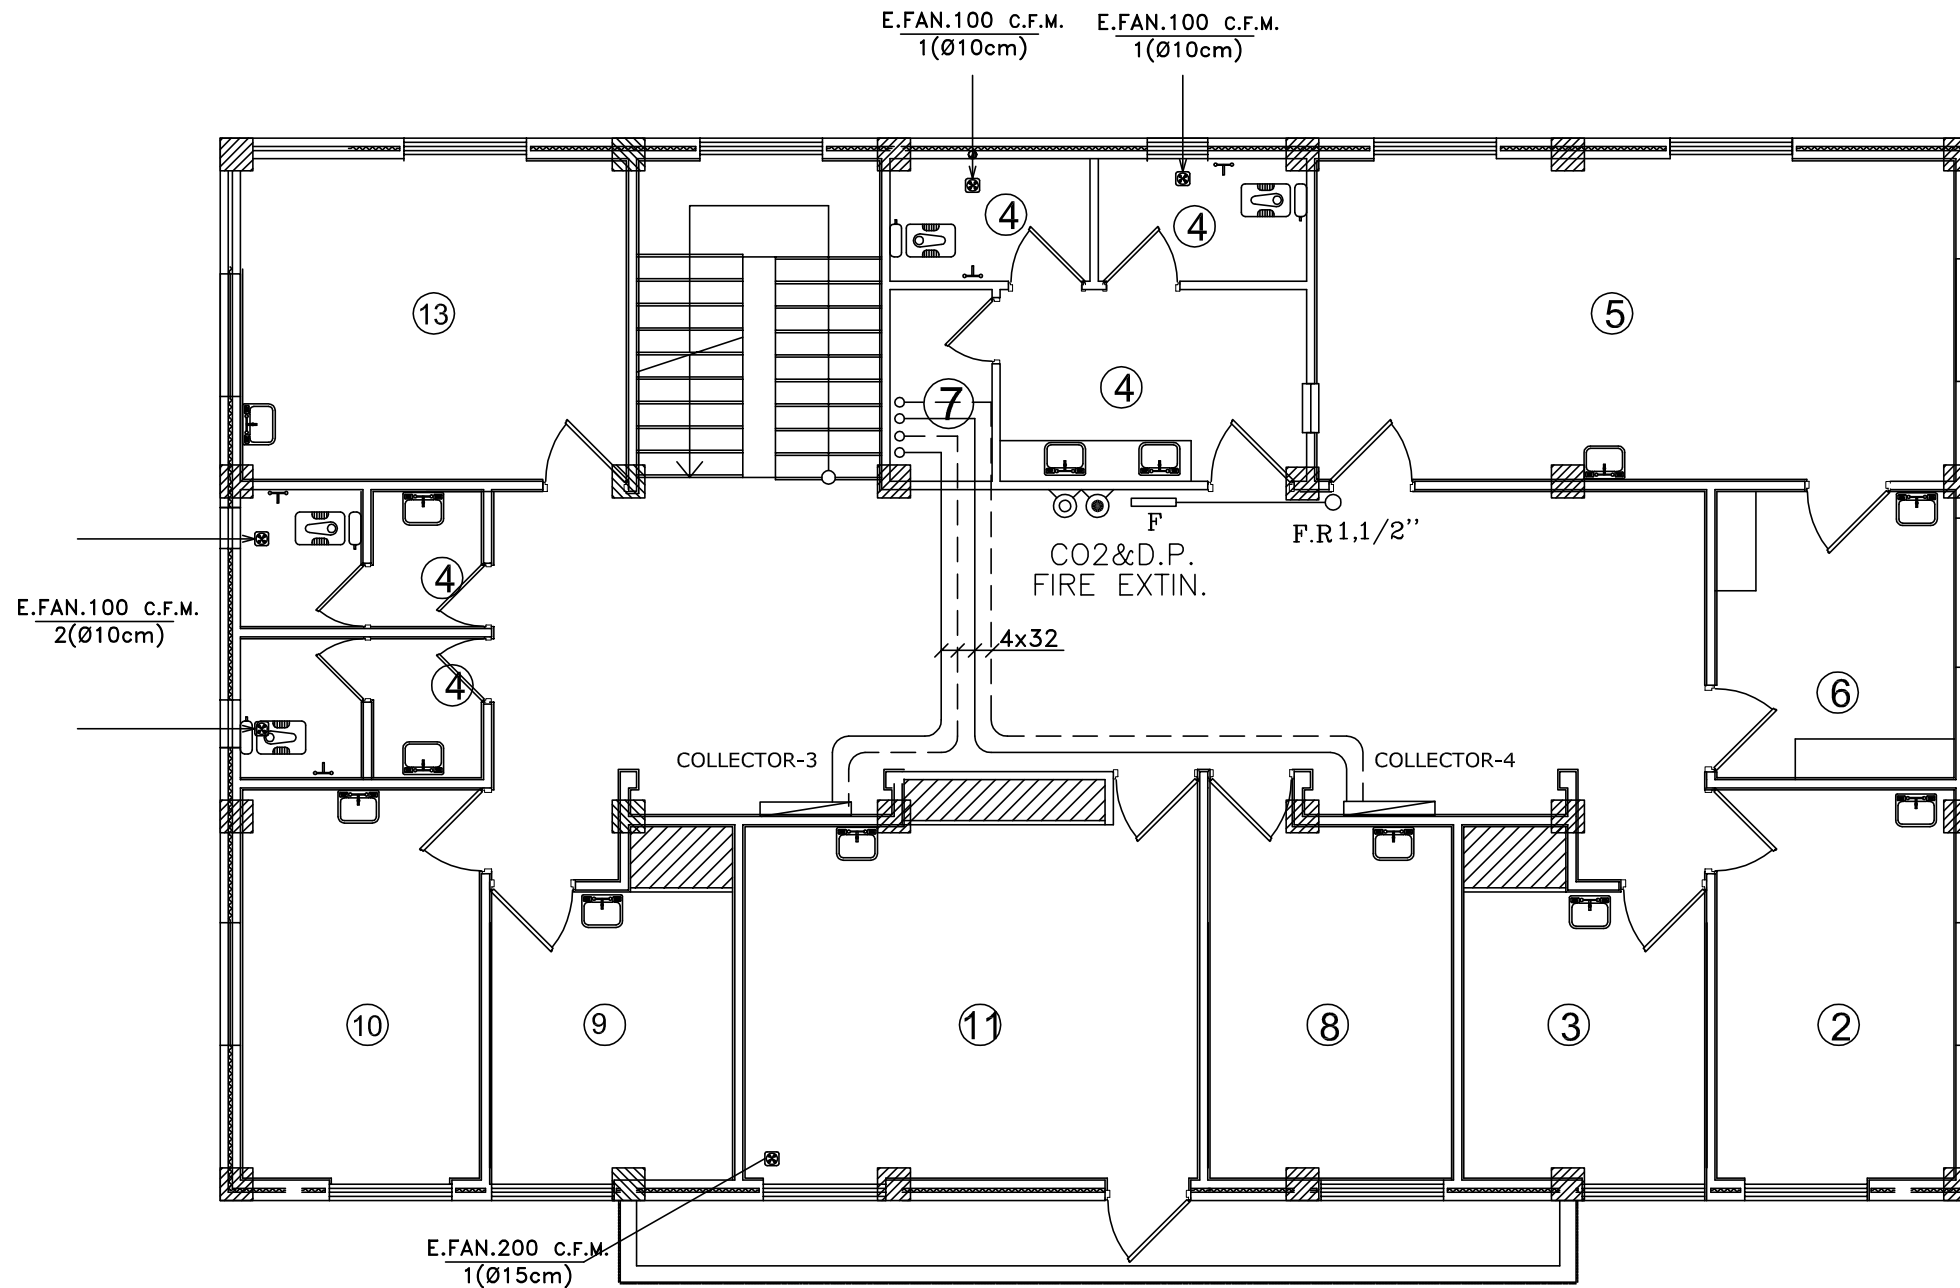 E.FAN.100 C.F.M.
1(Ø10cm)
E.FAN.100 C.F.M.
1(Ø10cm)
4
4
13
5
4
7
F
F.R 1,1/2”
CO2&D.P.
FIRE EXTIN.
4
E.FAN.100 C.F.M.
2(Ø10cm)
4x32
4
6
COLLECTOR-3
COLLECTOR-4
10
9
11
8
3
2
E.FAN.200 C.F.M.
1(Ø15cm)